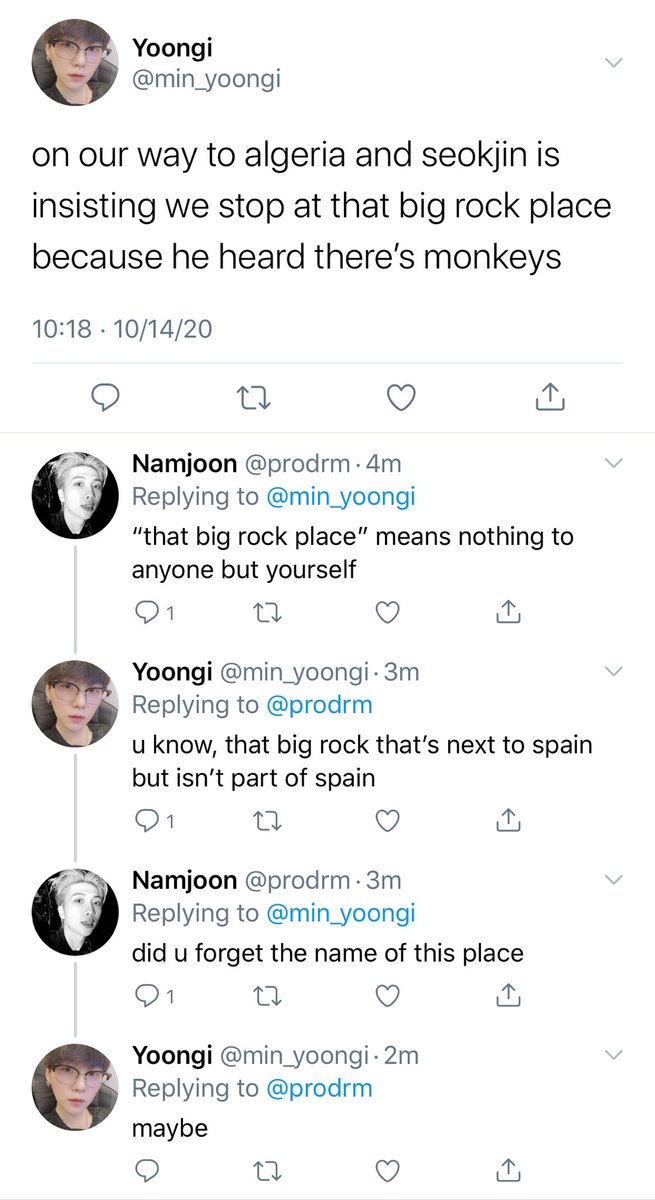 Yoongi
@min_yoongi
on our way to algeria and seokjin is
insisting we stop at that big rock place
because he heard there’s monkeys
10:18 · 10/14/20
Namjoon @prodrm · 4m
Replying to @min_yoongi
“that big rock place” means nothing to
anyone but yourself
1
Yoongi @min_yoongi · 3m
Replying to @prodrm
u know, that big rock that’s next to spain
but isn’t part of spain
1
Namjoon @prodrm · 3m
Replying to @min_yoongi
did u forget the name of this place
1
Yoongi @min_yoongi · 2m
Replying to @prodrm
maybe